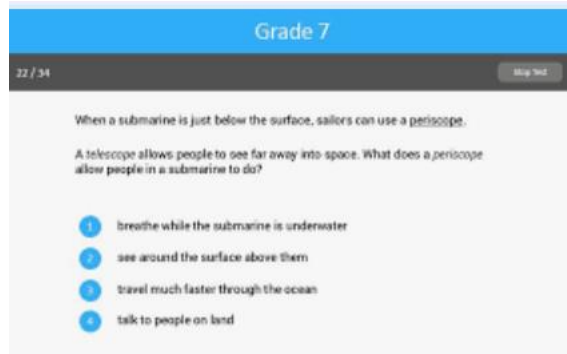 Grade 7
22 / 34
Skip Test
When a submarine is just below the surface, sailors can use a periscope.
A telescope allows people to see far away into space. What does a periscope
allow people in a submarine to do?
1 breathe while the submarine is underwater
2 see around the surface above them
3 travel much faster through the ocean
4 talk to people on land